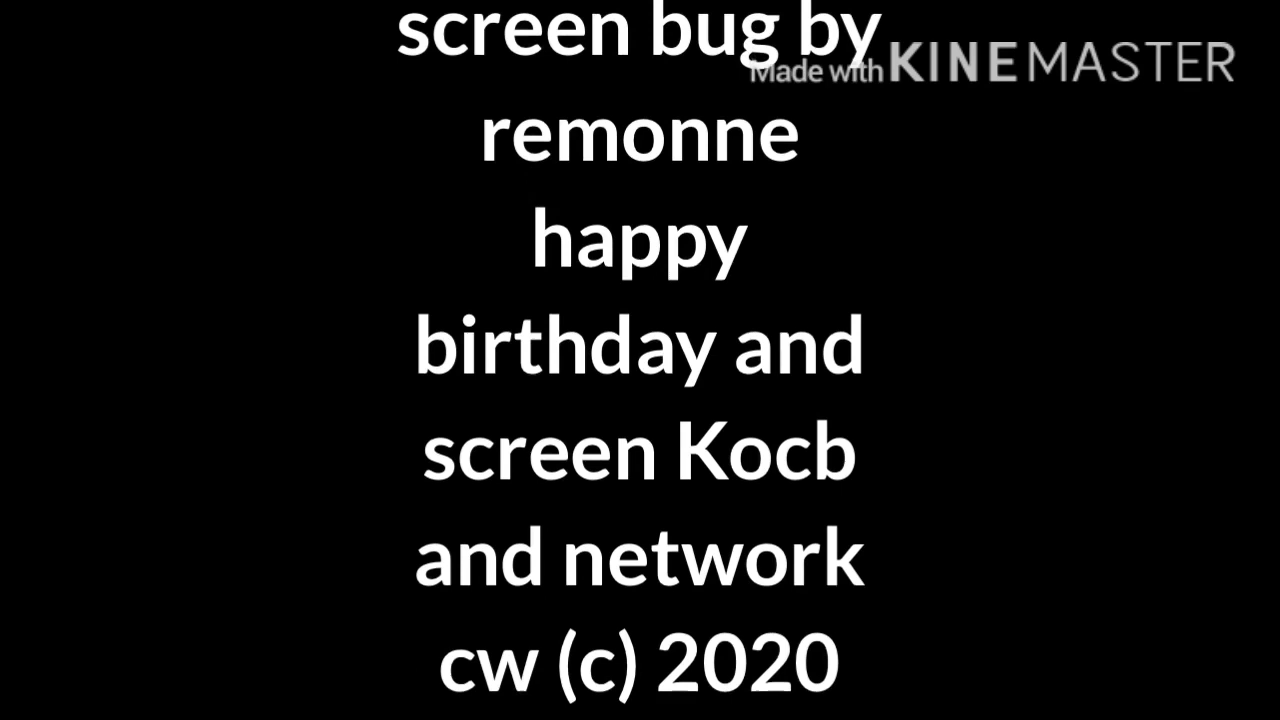 screen bug by
Made with KINEMASTER
remonne
happy
birthday and
screen Kocb
and network
cw (c) 2020